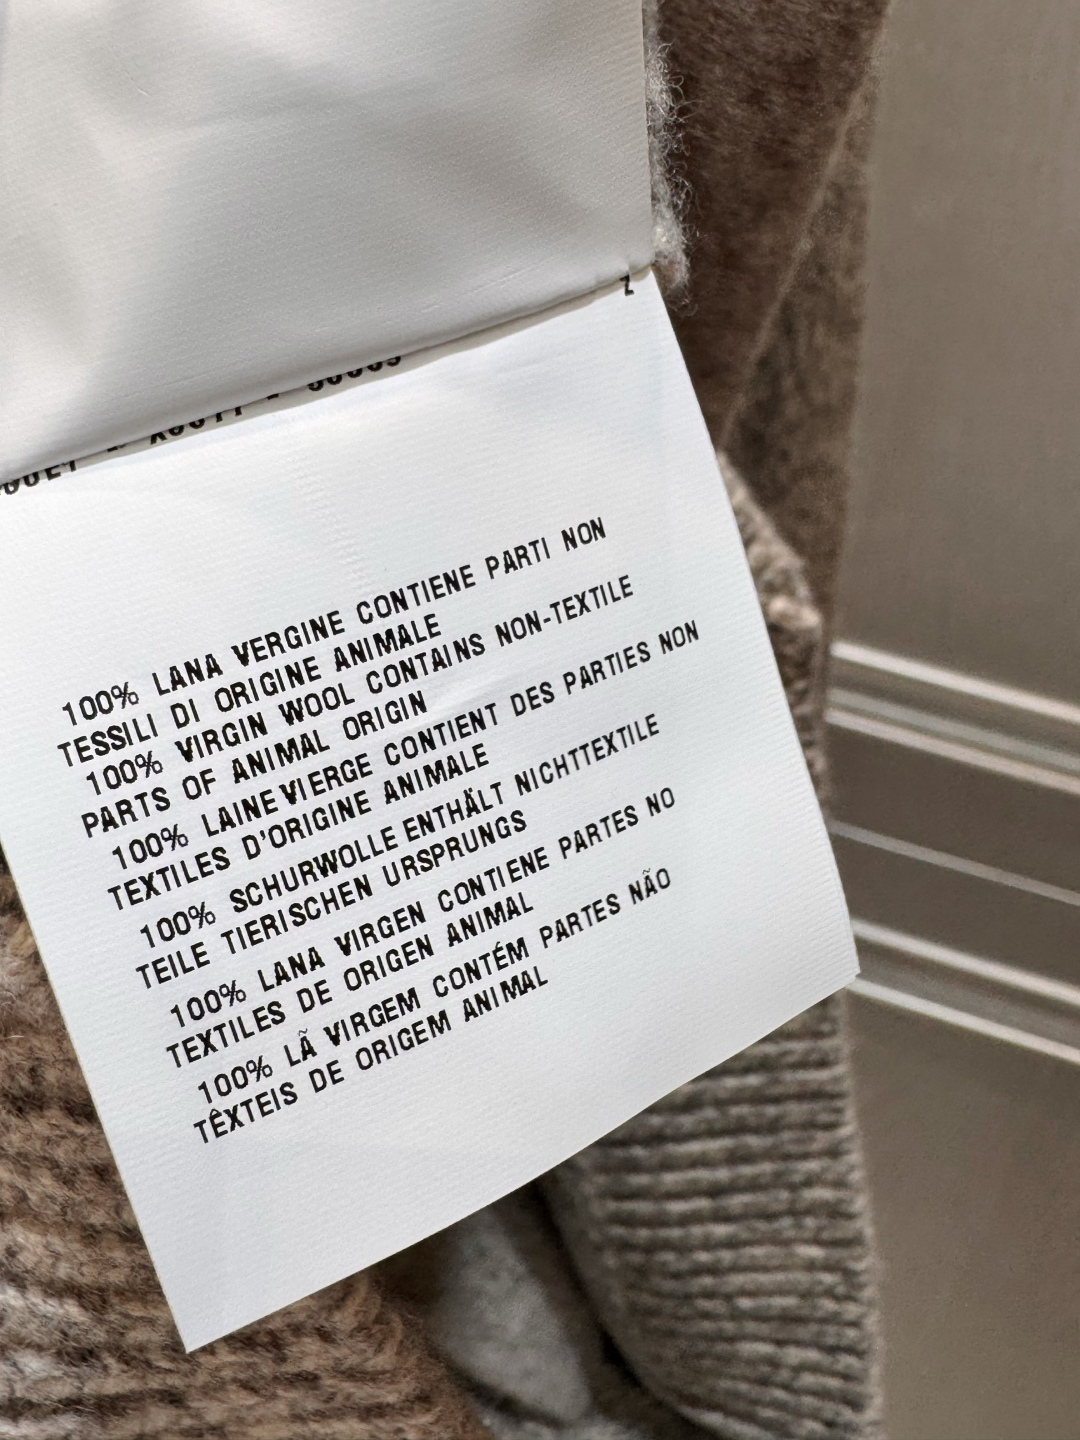 100% LANA VERGINE CONTIENE PARTI NON
TESSILI DI ORIGINE ANIMALE
100% VIRGIN WOOL CONTAINS NON-TEXTILE
PARTS OF ANIMAL ORIGIN
100% LAINE VIERGE CONTIENT DES PARTIES NON
TEXTILES D'ORIGINE ANIMALE
100% SCHURWOLLE ENTHÄLT NICHTTEXTILE
TEILE TIERISCHEN URSPRUNGS
100% LANA VIRGEN CONTIENE PARTES NO
TEXTILES DE ORIGEN ANIMAL
100% LÃ VIRGEM CONTÉM PARTES NÃO
TÊXTEIS DE ORIGEM ANIMAL